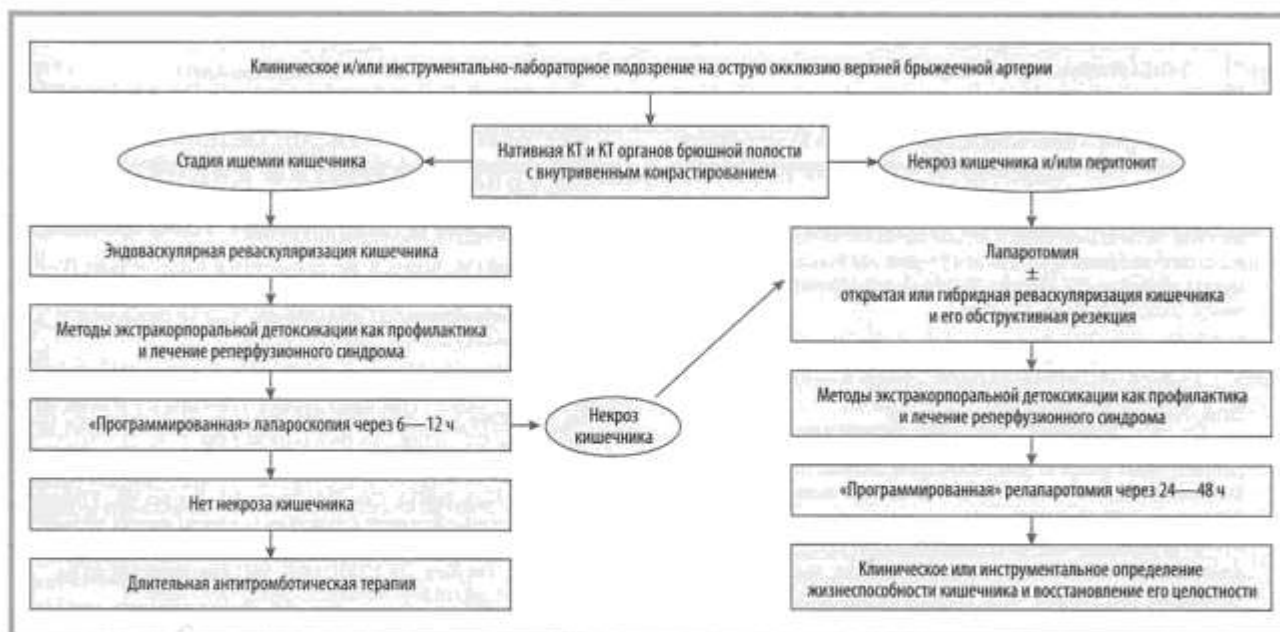 Клиническое и/или инструментально-лабораторное подозрение на острую окклюзию верхней брыжеечной артерии
Стадия ишемии кишечника
Нативная КТ и КТ органов брюшной полости
с внутривенным конрастированием
Некроз кишечника и/или перитонит
Эндоваскулярная реваскуляризация кишечника
Методы экстракорпоральной детоксикации как профилактика
и лечение реперфузионного синдрома
«Программированная» лапароскопия через 6—12 ч
Нет некроза кишечника
Длительная антитромботическая терапия
Некроз
кишечника
Лапаротомия
±
открытая или гибридная реваскуляризация кишечника
и его обструктивная резекция
Методы экстракорпоральной детоксикации как профилактика
и лечение реперфузионного синдрома
«Программированная» релапаротомия через 24—48 ч
Клиническое или инструментальное определение
жизнеспособности кишечника и восстановление его целостности